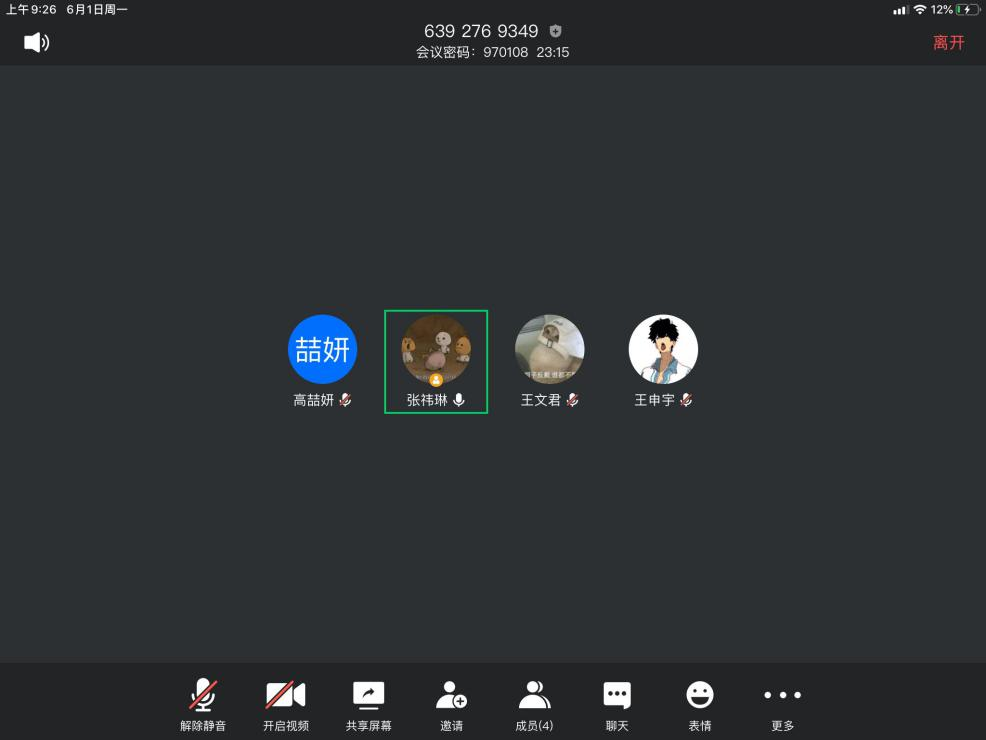 上午9:26 6月1日周一
12%
639 276 9349
会议密码：970108 23:15
离开
喆妍
高喆妍
张祎琳
王文君
王申宇
解除静音
开启视频
共享屏幕
邀请
成员(4)
聊天
表情
更多